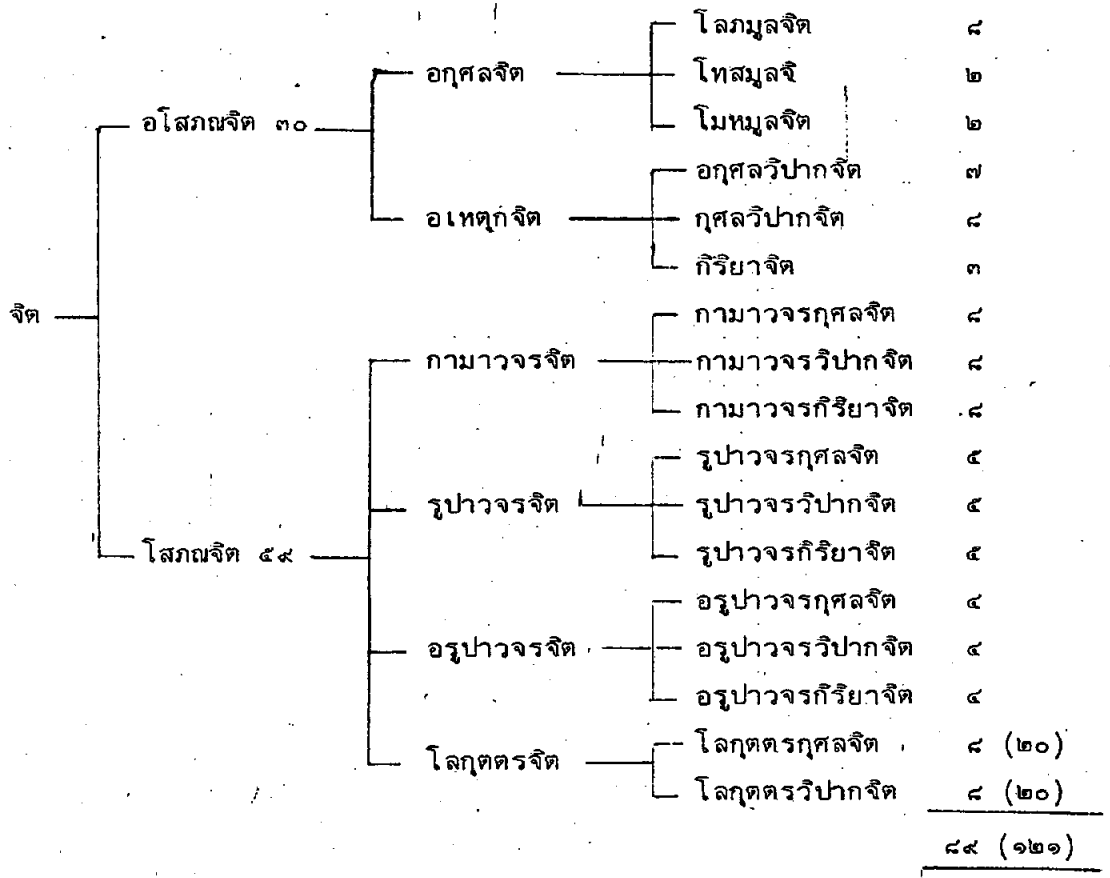 โลภมูลจิต ๘
อกุศลจิต โทสมูลจิ ๒
อโสภณจิต ๓๐ โมหมูลจิต ๒
อกุศลวิปากจิต ๗
อเหตุกจิต กุศลวิปากจิต ๘
กิริยาจิต ๓
จิต กามาวจรกุศลจิต ๘
กามาวจรจิต กามาวจรวิปากจิต ๘
กามาวจรกิริยาจิต ๘
รูปาวจรกุศลจิต ๕
รูปาวจรจิต รูปาวจรวิปากจิต ๕
โสภณจิต ๕๙ รูปาวจรกิริยาจิต ๕
อรูปาวจรกุศลจิต ๔
อรูปาวจรจิต อรูปาวจรวิปากจิต ๔
อรูปาวจรกิริยาจิต ๔
โลกุตตรกุศลจิต ๘ (๒๐)
โลกุตตรจิต โลกุตตรวิปากจิต ๘ (๒๐)
๘๙ (๑๒๑)